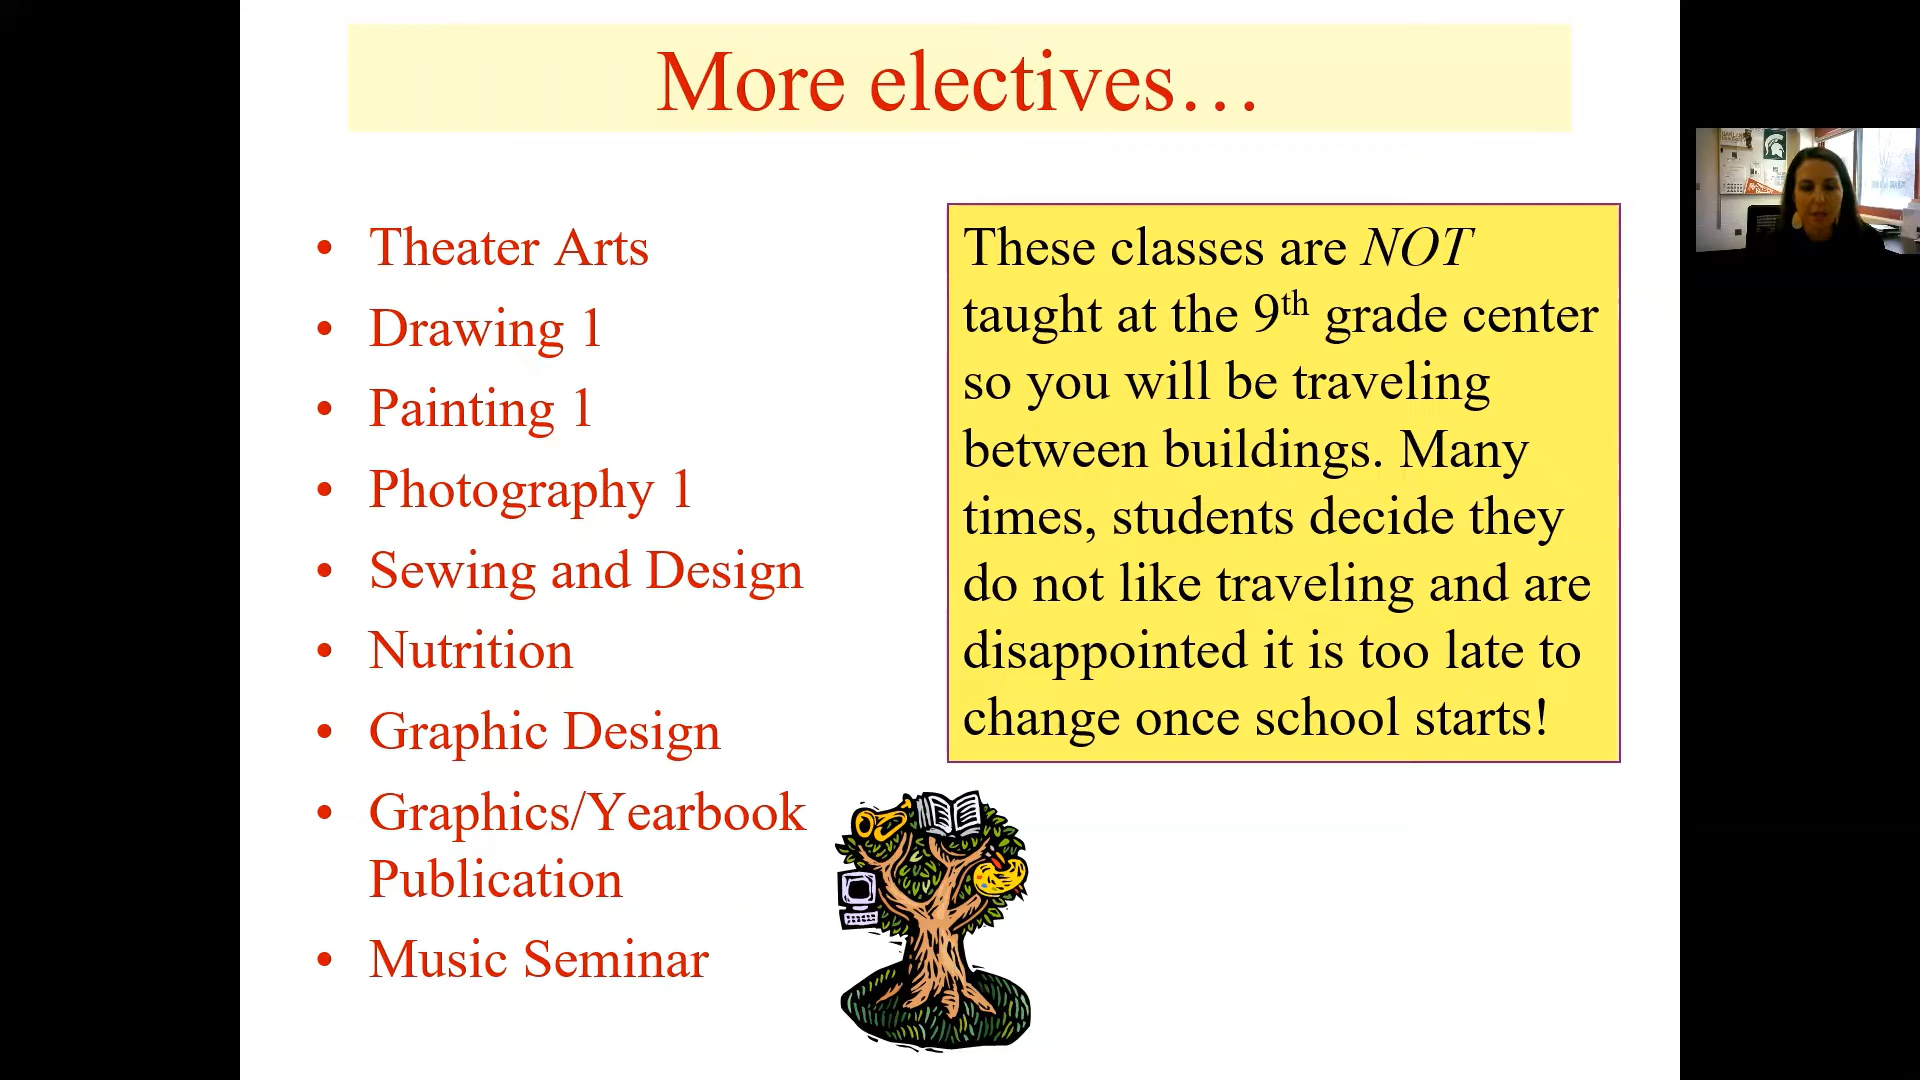 More electives…
• Theater Arts
• Drawing 1
• Painting 1
• Photography 1
• Sewing and Design
• Nutrition
• Graphic Design
• Graphics/Yearbook
Publication
• Music Seminar
These classes are NOT
taught at the 9th grade center
so you will be traveling
between buildings. Many
times, students decide they
do not like traveling and are
disappointed it is too late to
change once school starts!